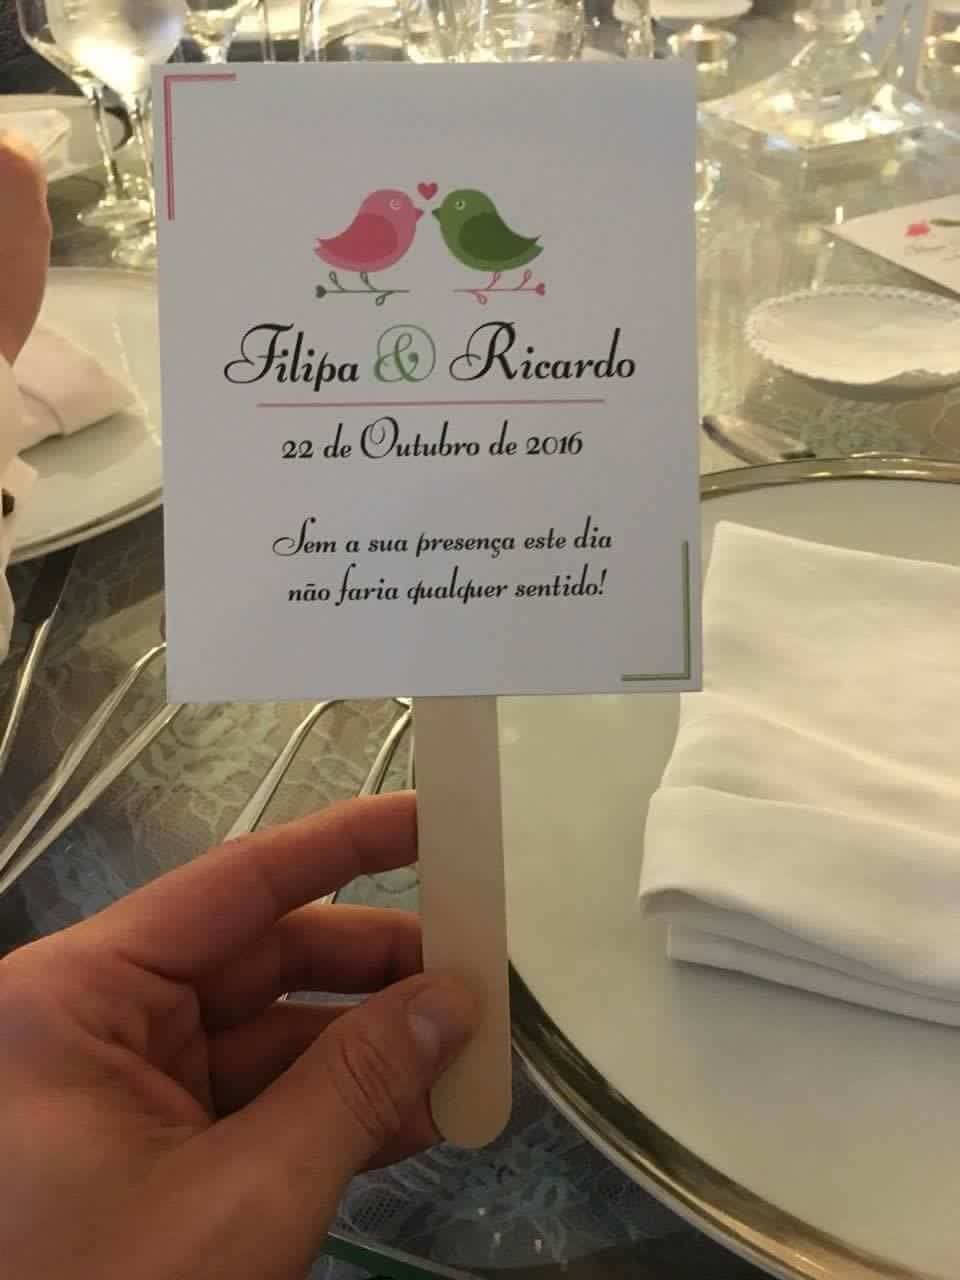 Filipa & Ricardo
22 de Outubro de 2016
Sem a sua presença este dia
não faria qualquer sentido!